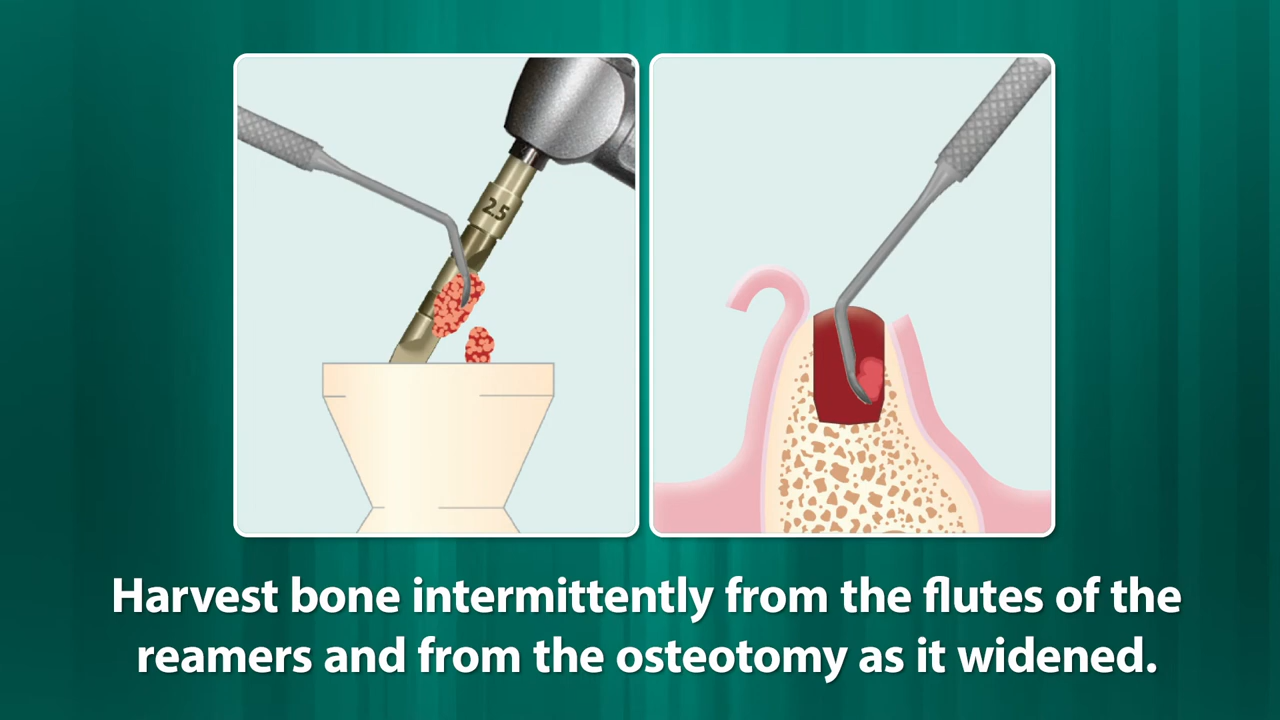 2.5
Harvest bone intermittently from the flutes of the
reamers and from the osteotomy as it widened.